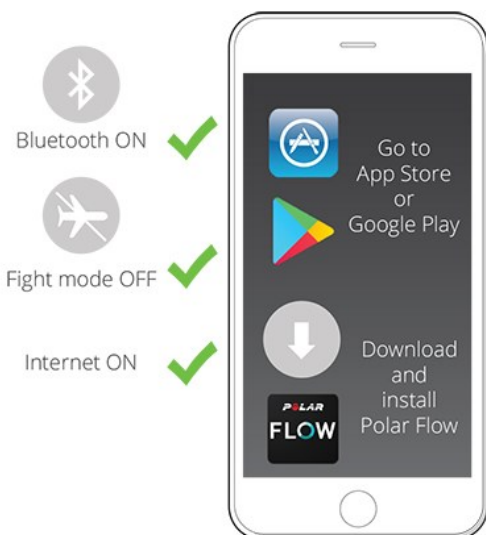 Bluetooth ON
Fight mode OFF
Internet ON
Go to
App Store
or
Google Play
Download
and
install
Polar Flow
POLAR
FLOW